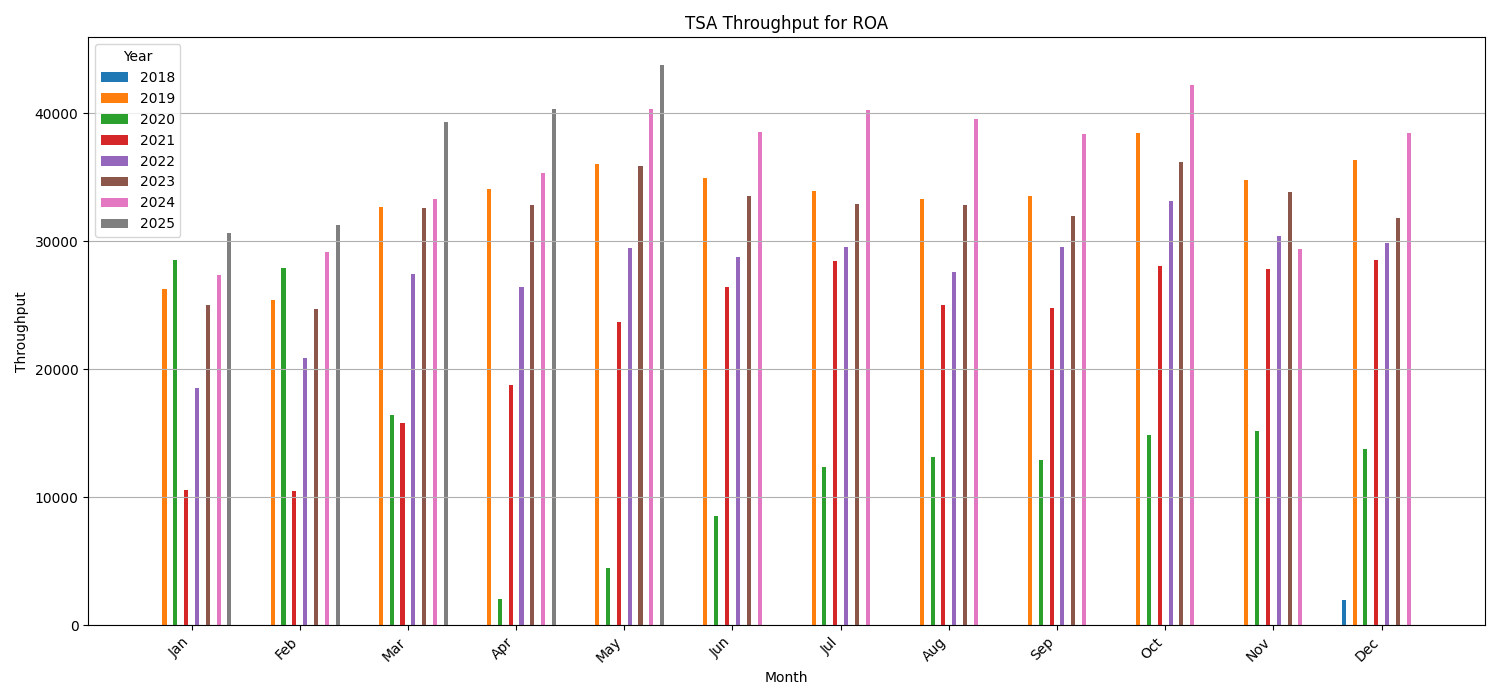 TSA Throughput for ROA
Year
2018
2019
2020
2021
2022
2023
2024
2025
Throughput
40000
30000
20000
10000
0
Jan
Feb
Mar
Apr
May
Jun
Jul
Aug
Sep
Oct
Nov
Dec
Month